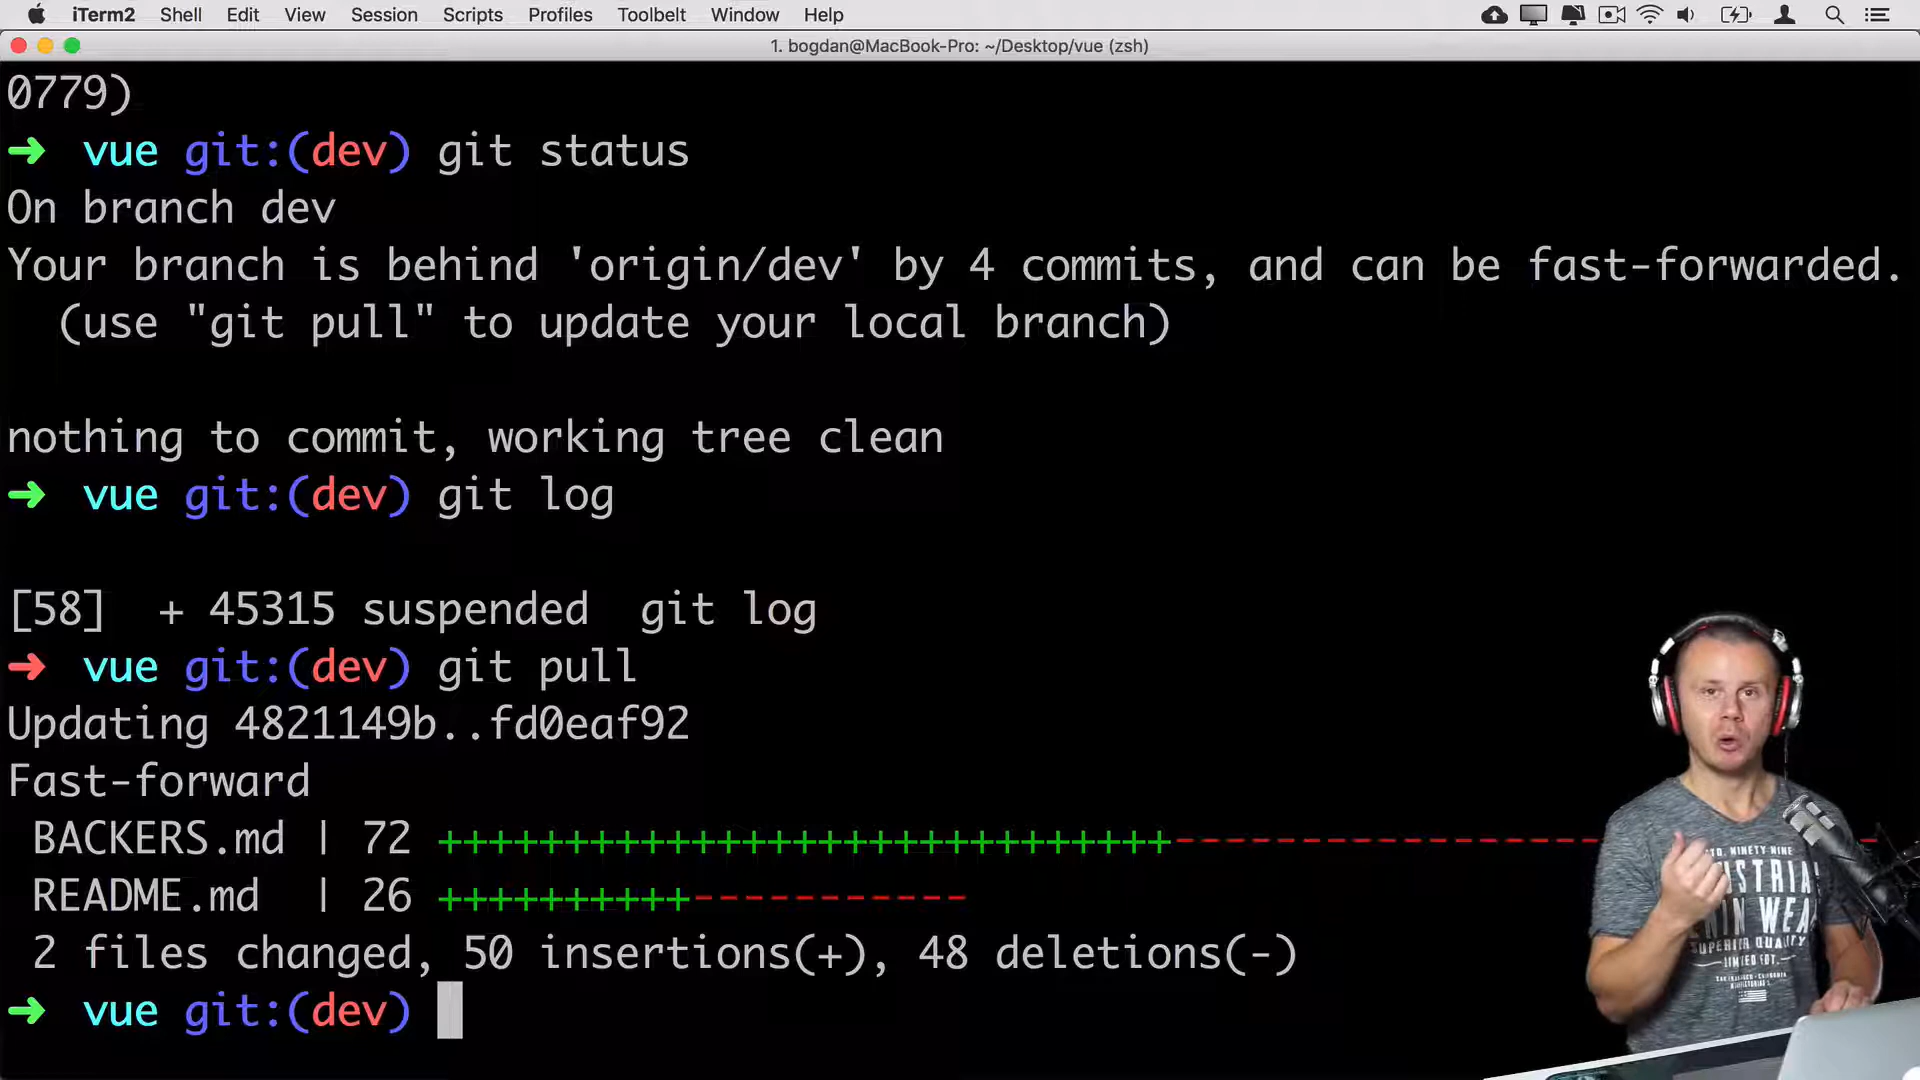 iTerm2 Shell Edit View Session Scripts Profiles Toolbelt Window Help
1. bogdan@MacBook-Pro: ~/Desktop/vue (zsh)
0779)
➜ vue git:(dev) git status
On branch dev
Your branch is behind 'origin/dev' by 4 commits, and can be fast-forwarded.
(use "git pull" to update your local branch)
nothing to commit, working tree clean
➜ vue git:(dev) git log
[58] + 45315 suspended git log
➜ vue git:(dev) git pull
Updating 4821149b..fd0eaf92
Fast-forward
BACKERS.md | 72 +++++++++++++++++++++++++++++----------------------------
README.md | 26 ++++++++++-----------
2 files changed, 50 insertions(+), 48 deletions(-)
➜ vue git:(dev)
NINETY NINE
SUPERIOR QUALITY